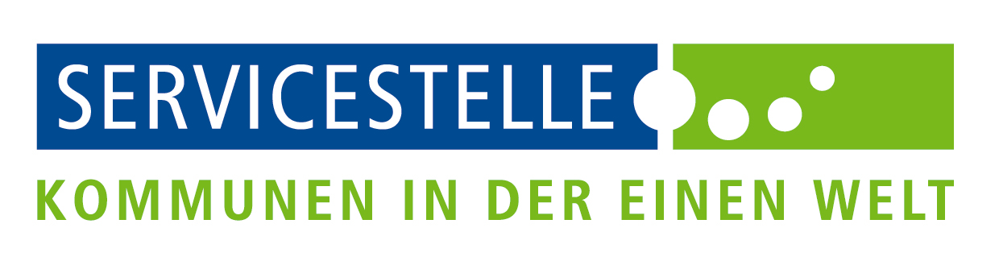 SERVICESTELLE
KOMMUNEN IN DER EINEN WELT